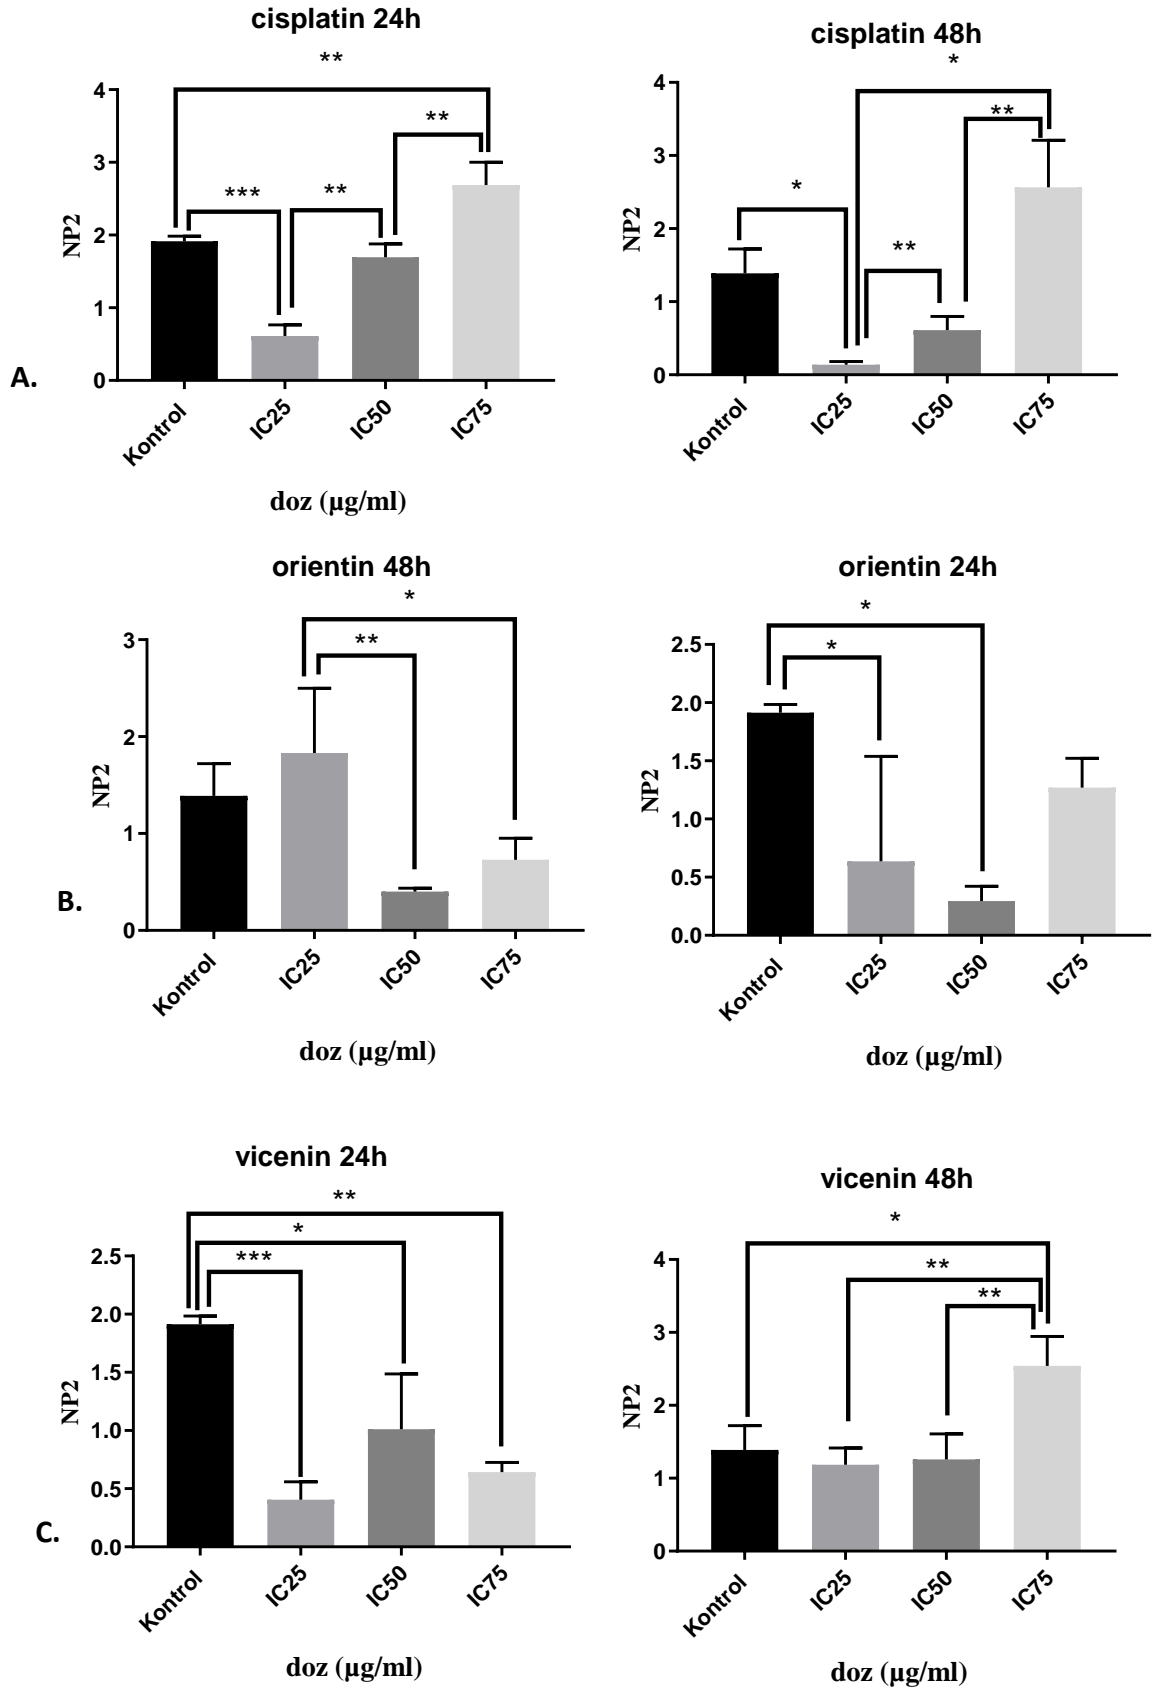 cisplatin 24h
**
4
3
2
1
0
NP2
***
**
**
Kontrol
IC25
IC50
IC75
doz (µg/ml)
cisplatin 48h
*
4
3
2
1
0
NP2
*
**
**
Kontrol
IC25
IC50
IC75
A.
orientin 48h
*
**
3
2
1
0
NP2
Kontrol
IC25
IC50
IC75
doz (µg/ml)
orientin 24h
*
*
2.5
2.0
1.5
1.0
0.5
0.0
NP2
Kontrol
IC25
IC50
IC75
doz (µg/ml)
B.
vicenin 24h
**
*
***
2.5
2.0
1.5
1.0
0.5
0.0
NP2
Kontrol
IC25
IC50
IC75
doz (µg/ml)
vicenin 48h
*
**
**
4
3
2
1
0
NP2
Kontrol
IC25
IC50
IC75
doz (µg/ml)
C.